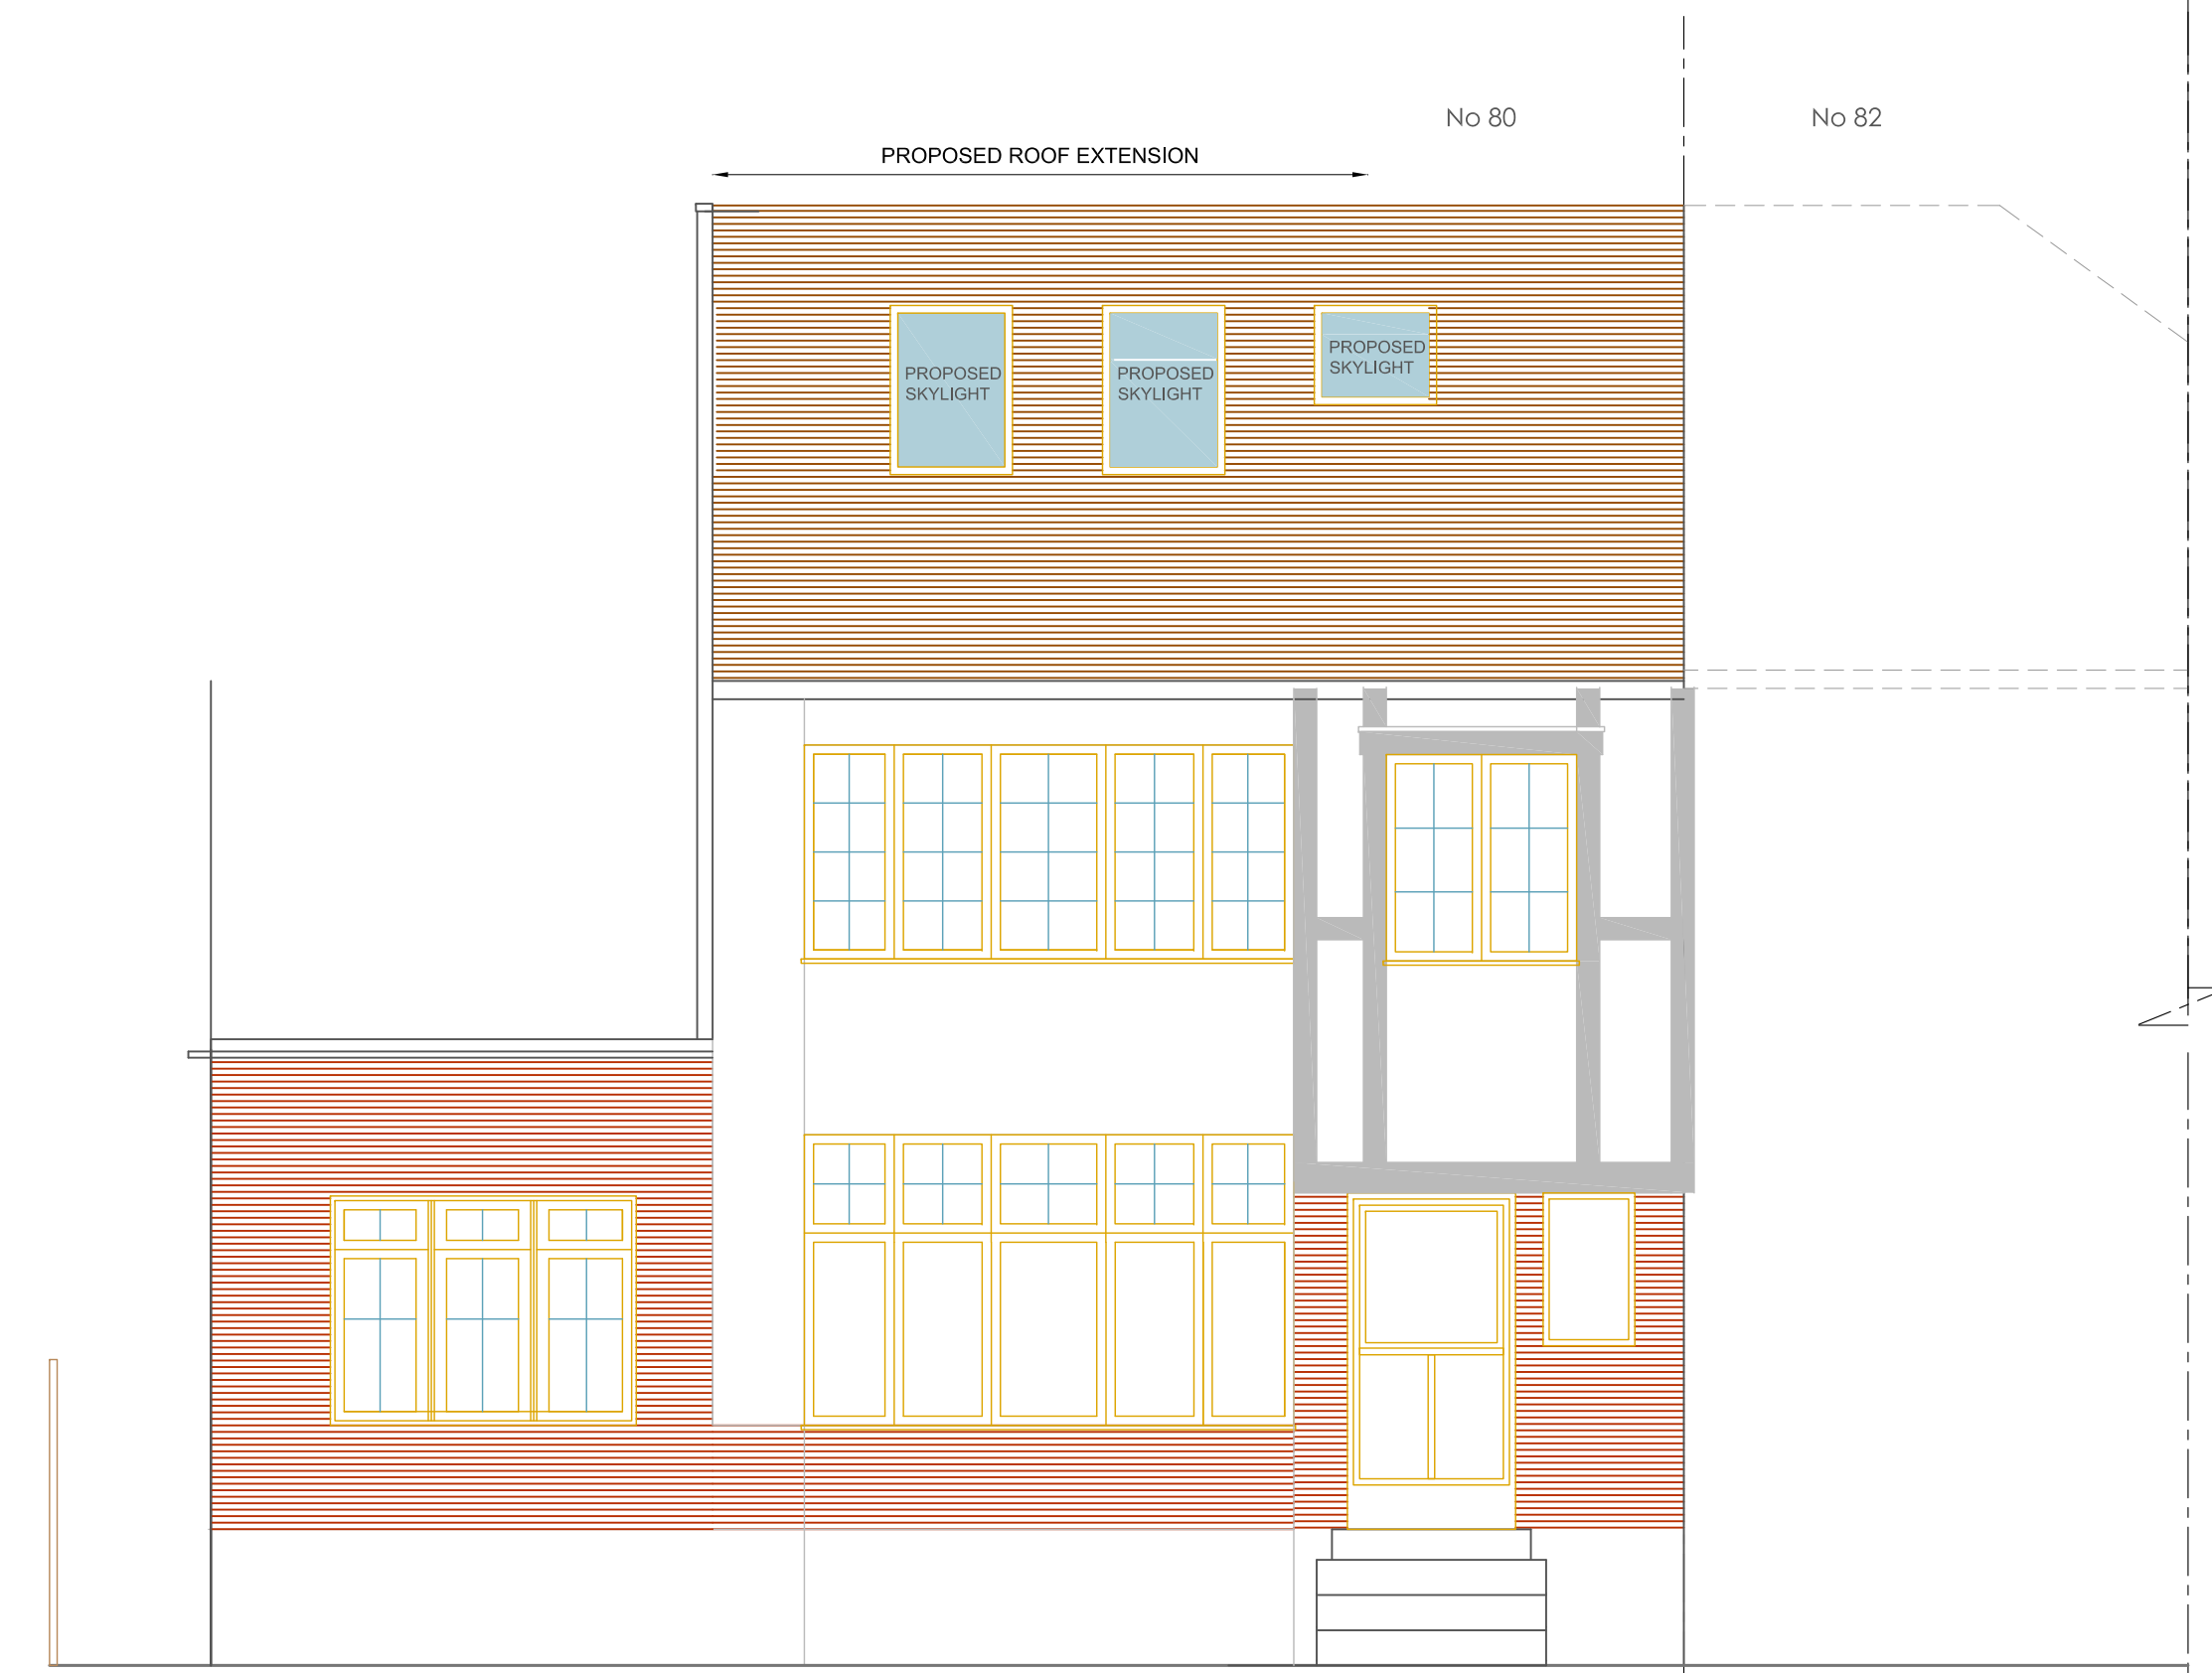 No 80
No 82
PROPOSED ROOF EXTENSION
PROPOSED
SKYLIGHT
PROPOSED
SKYLIGHT
PROPOSED
SKYLIGHT